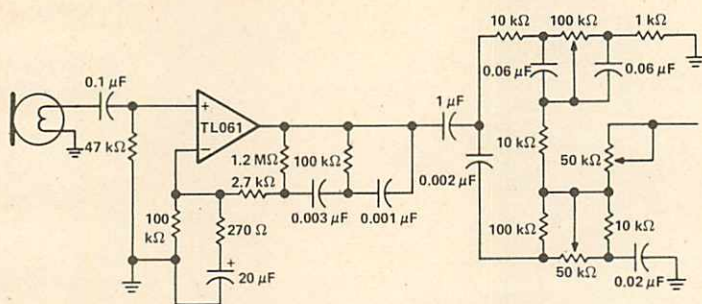 10 kΩ
100 kΩ
1 kΩ
0.1 μF
0.06 μF
0.06 μF
+
TL061
−
1 μF
47 kΩ
10 kΩ
1.2 MΩ
100 kΩ
50 kΩ
2.7 kΩ
0.002 μF
0.003 μF
0.001 μF
100
kΩ
270 Ω
100 kΩ
10 kΩ
+
20 μF
50 kΩ
0.02 μF